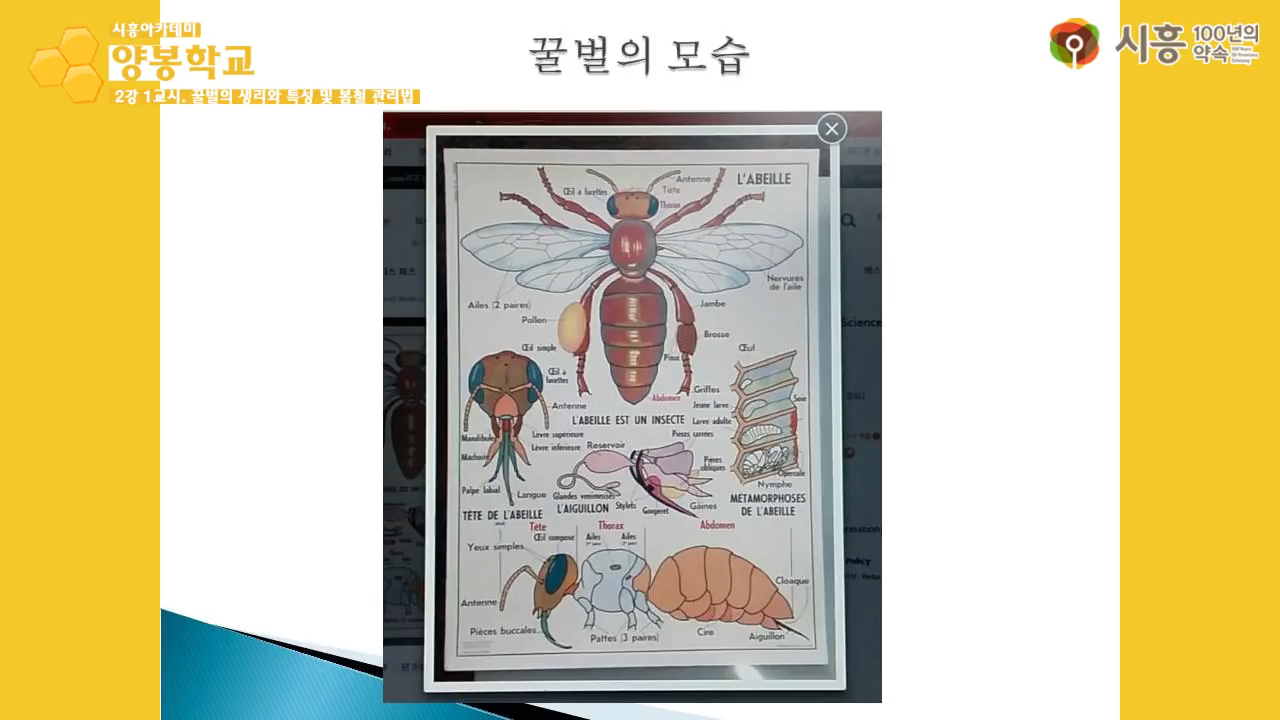 시흥아카데미
양봉학교
2강 1교시. 꿀벌의 생리와 특성 및 봄철 관리법
꿀벌의 모습
시흥 100년의
약속
L'ABEILLE
Antenne
Œil à facettes
Tête
Thorax
Nervures
de l'aile
Ailes (2 paires)
Jambe
Pollen
Brosse
Œil simple
Pince
Œuf
Œil à
facettes
Griffes
Abdomen
Soie
Jeune larve
Antenne
L'ABEILLE EST UN INSECTE
Larve adulte
Mandibule
Lèvre supérieure
Pièces carrées
Lèvre inférieure
Reservoir
Machoire
Pièces
obliques
Opercule
Nymphe
Palpe labial
Langue
Glandes venimeuses
Stylets
Gorgeret
Gaines
MÉTAMORPHOSES
DE L'ABEILLE
TÊTE DE L'ABEILLE
L'AIGUILLON
Tête
Thorax
Abdomen
Œil composé
Ailes
Ailes
Yeux simples
Cloaque
Antenne
Pièces buccales
Pattes (3 paires)
Cire
Aiguillon
Science